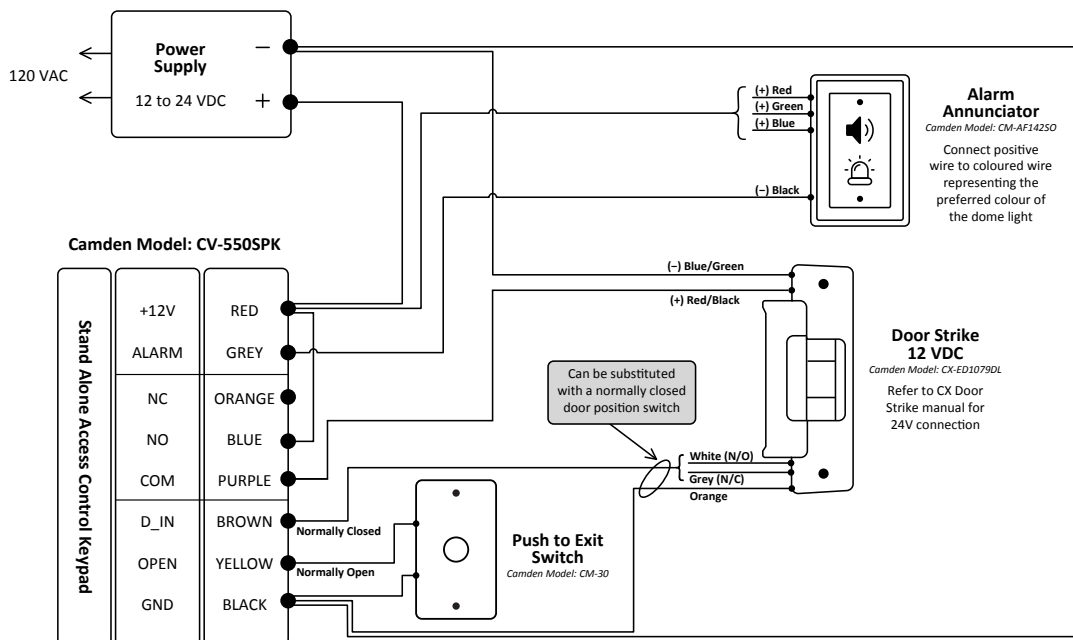 120 VAC
Power
Supply
12 to 24 VDC
−
+
(+) Red
(+) Green
(+) Blue
(−) Black
Alarm
Annunciator
Camden Model: CM-AF142SO
Connect positive
wire to coloured wire
representing the
preferred colour of
the dome light
Camden Model: CV-550SPK
Stand Alone Access Control Keypad
+12V RED
ALARM GREY
NC ORANGE
NO BLUE
COM PURPLE
D_IN BROWN
OPEN YELLOW
GND BLACK
Normally Closed
Normally Open
Push to Exit
Switch
Camden Model: CM-30
Can be substituted
with a normally closed
door position switch
(−) Blue/Green
(+) Red/Black
White (N/O)
Grey (N/C)
Orange
Door Strike
12 VDC
Camden Model: CX-ED1079DL
Refer to CX Door
Strike manual for
24V connection